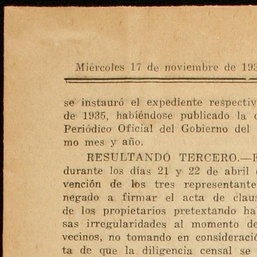 Miércoles 17 de noviembre de 193
se instauró el expediente respectiv
de 1935, habiéndose publicado la
Periódico Oficial del Gobierno del
mo mes y año.
RESULTANDO TERCERO.—E
durante los días 21 y 22 de abril
vención de los tres representante
negado a firmar el acta de clau
de los propietarios pretextando ha
sas irregularidades al momento de
vecinos, no tomando en consideració
ta de que la diligencia censal se